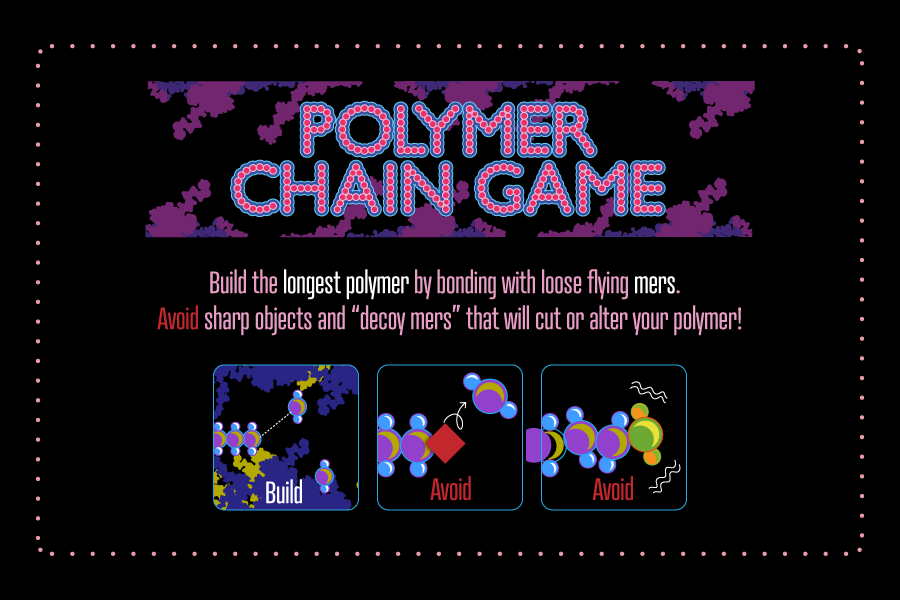 POLYMER
CHAIN GAME
Build the longest polymer by bonding with loose flying mers.
Avoid sharp objects and “decoy mers” that will cut or alter your polymer!
Build
Avoid
Avoid